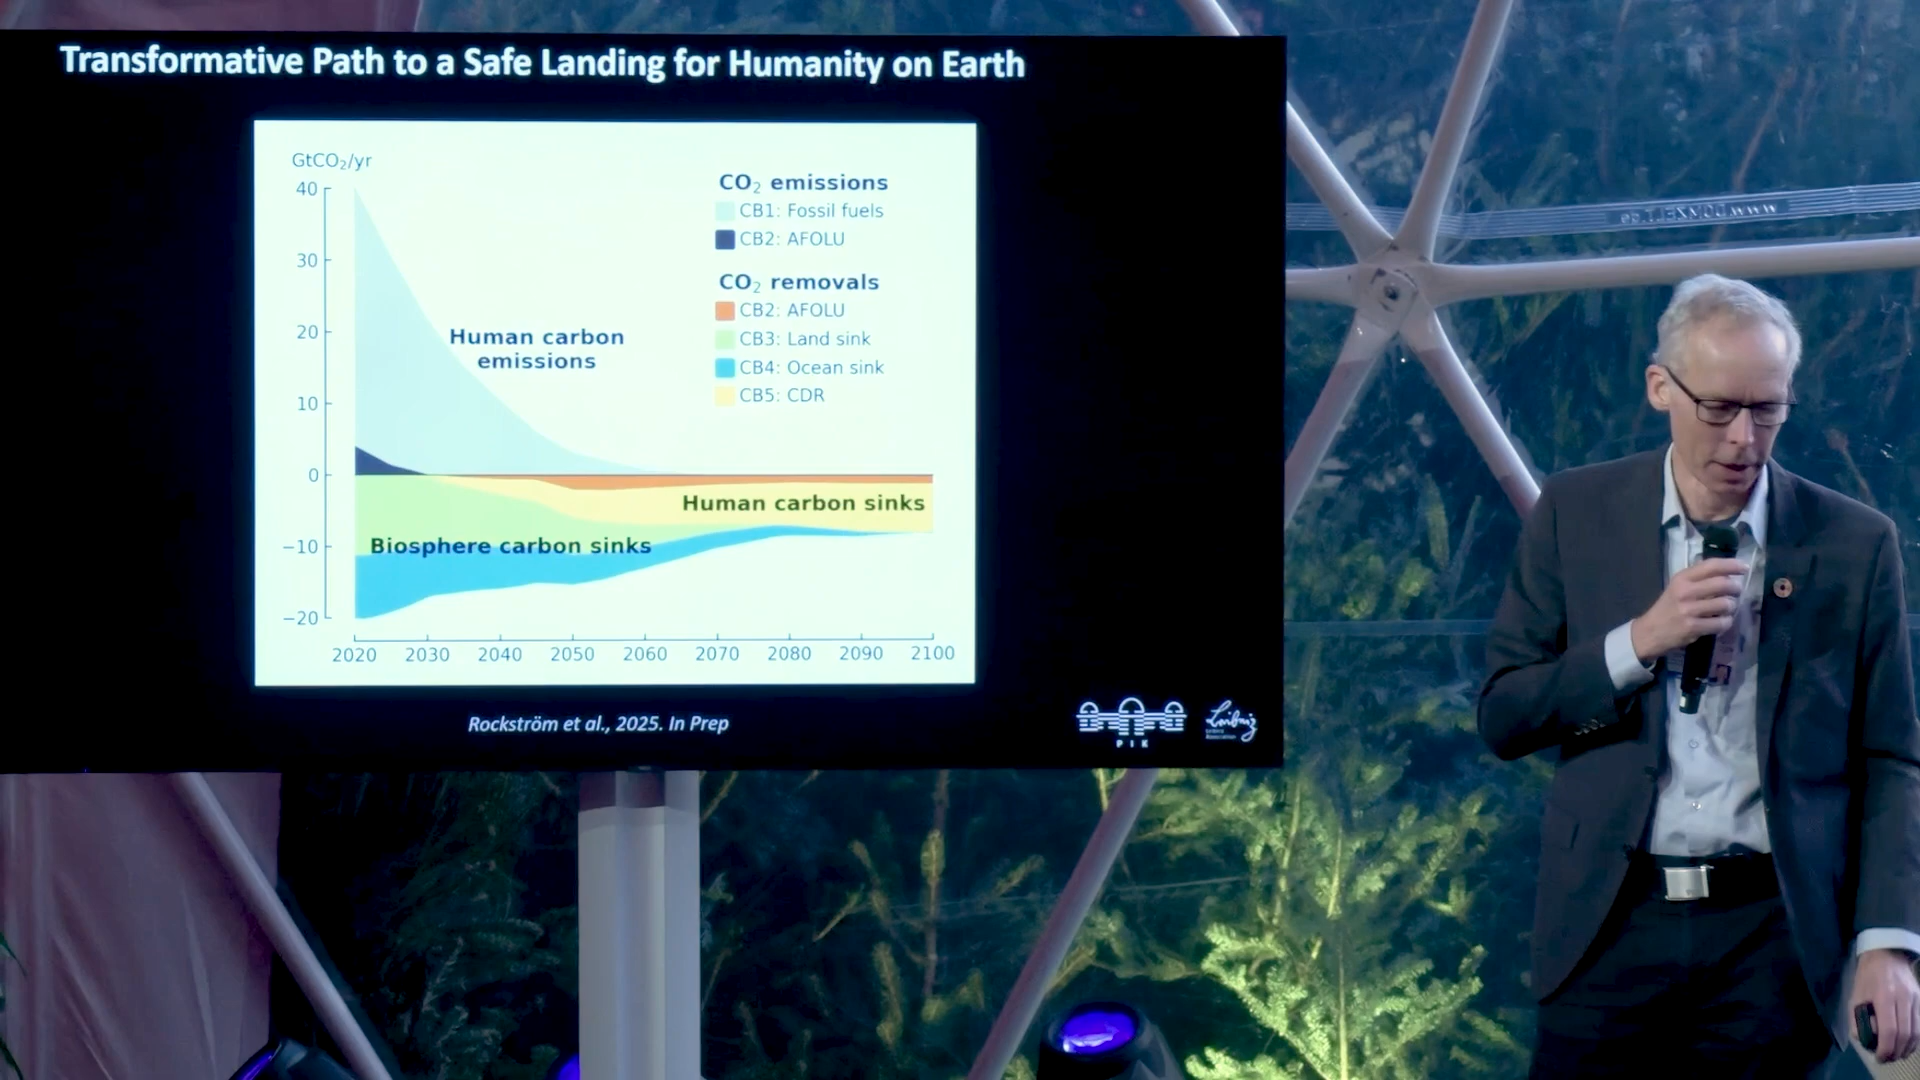 Transformative Path to a Safe Landing for Humanity on Earth
GtCO₂/yr
40
30
20
10
0
−10
−20
CO₂ emissions
CB1: Fossil fuels
CB2: AFOLU
CO₂ removals
CB2: AFOLU
CB3: Land sink
CB4: Ocean sink
CB5: CDR
Human carbon
emissions
Human carbon sinks
Biosphere carbon sinks
2020 2030 2040 2050 2060 2070 2080 2090 2100
Rockström et al., 2025. In Prep
PIK
Leibniz